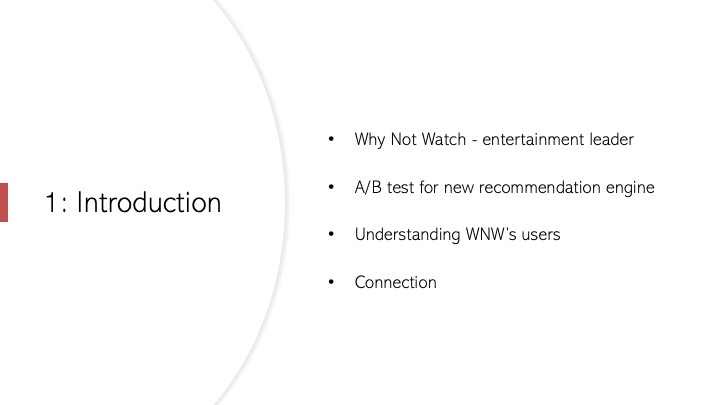 1: Introduction
• Why Not Watch - entertainment leader
• A/B test for new recommendation engine
• Understanding WNW's users
• Connection